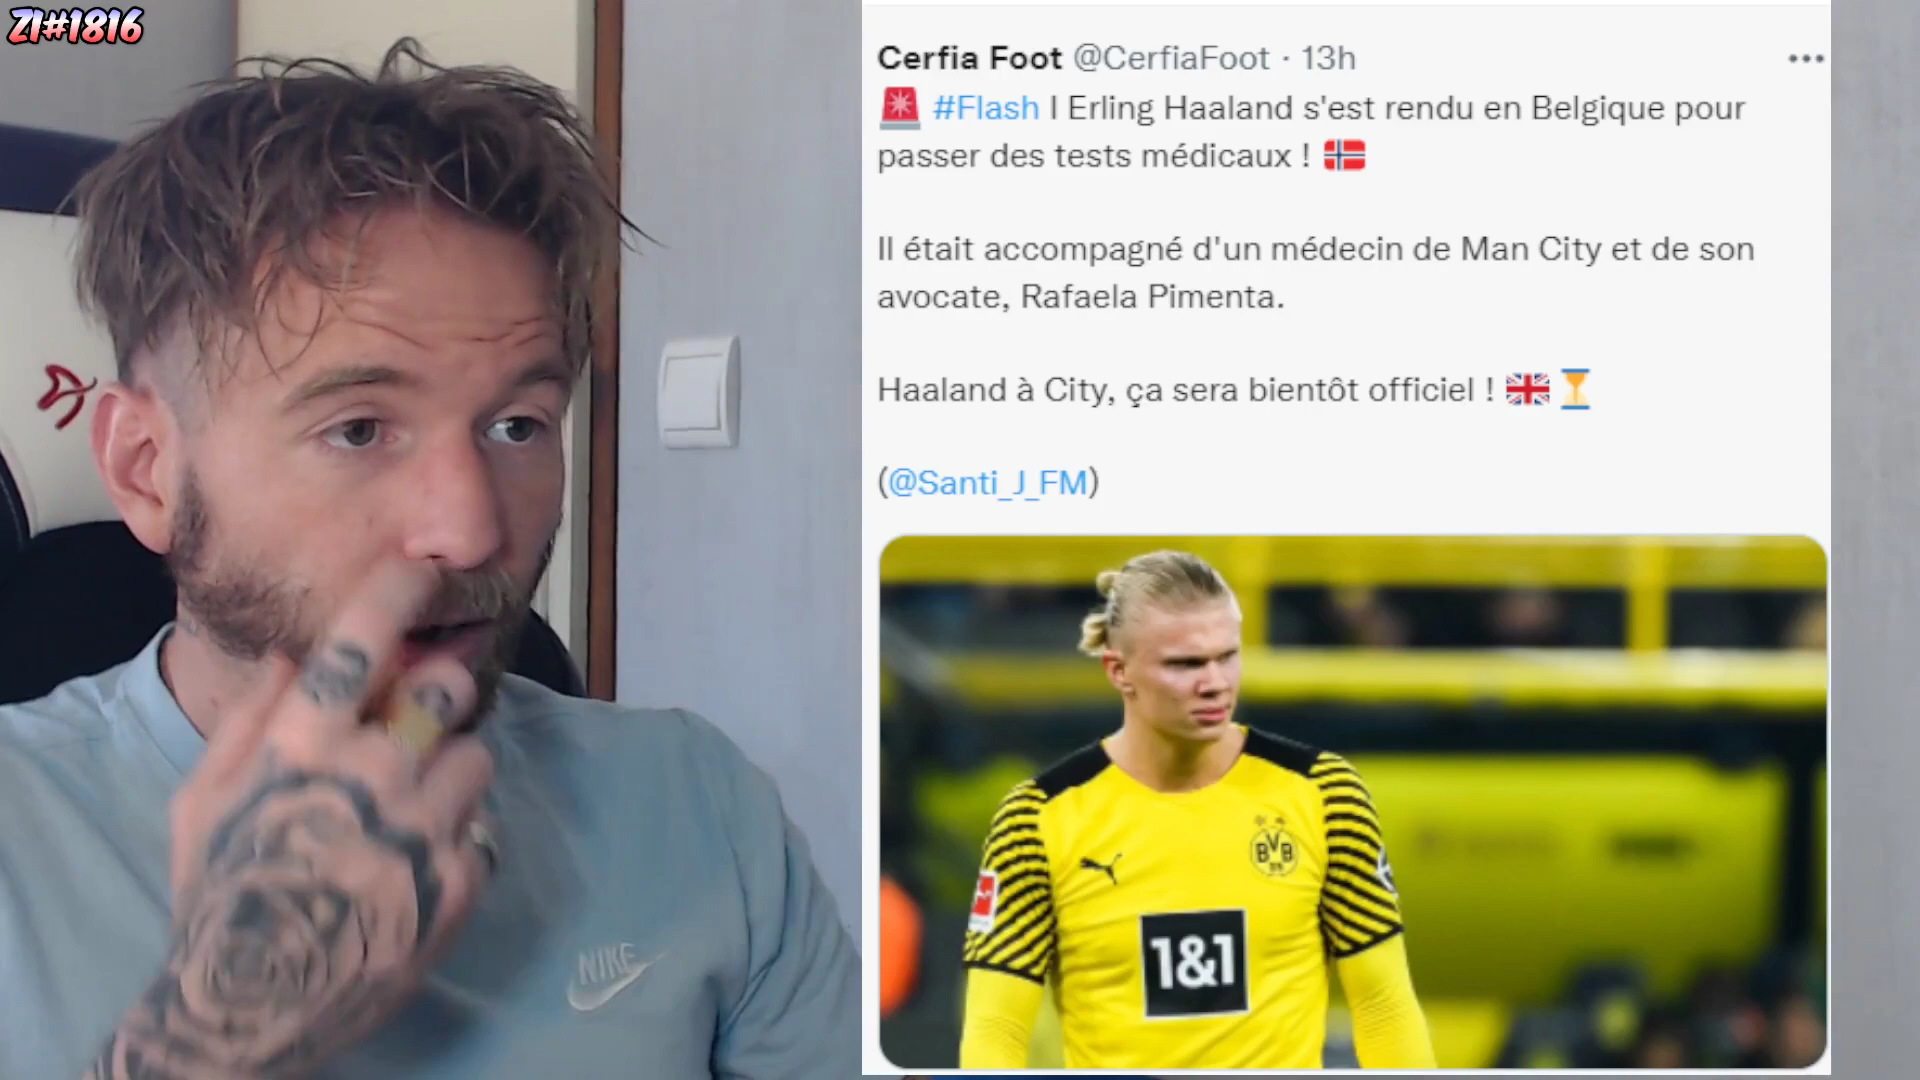 ZI#1816
Cerfia Foot @CerfiaFoot · 13h
#Flash I Erling Haaland s'est rendu en Belgique pour
passer des tests médicaux !
Il était accompagné d'un médecin de Man City et de son
avocate, Rafaela Pimenta.
Haaland à City, ça sera bientôt officiel !
(@Santi_J_FM)
BVB
09
1&1
NIKE